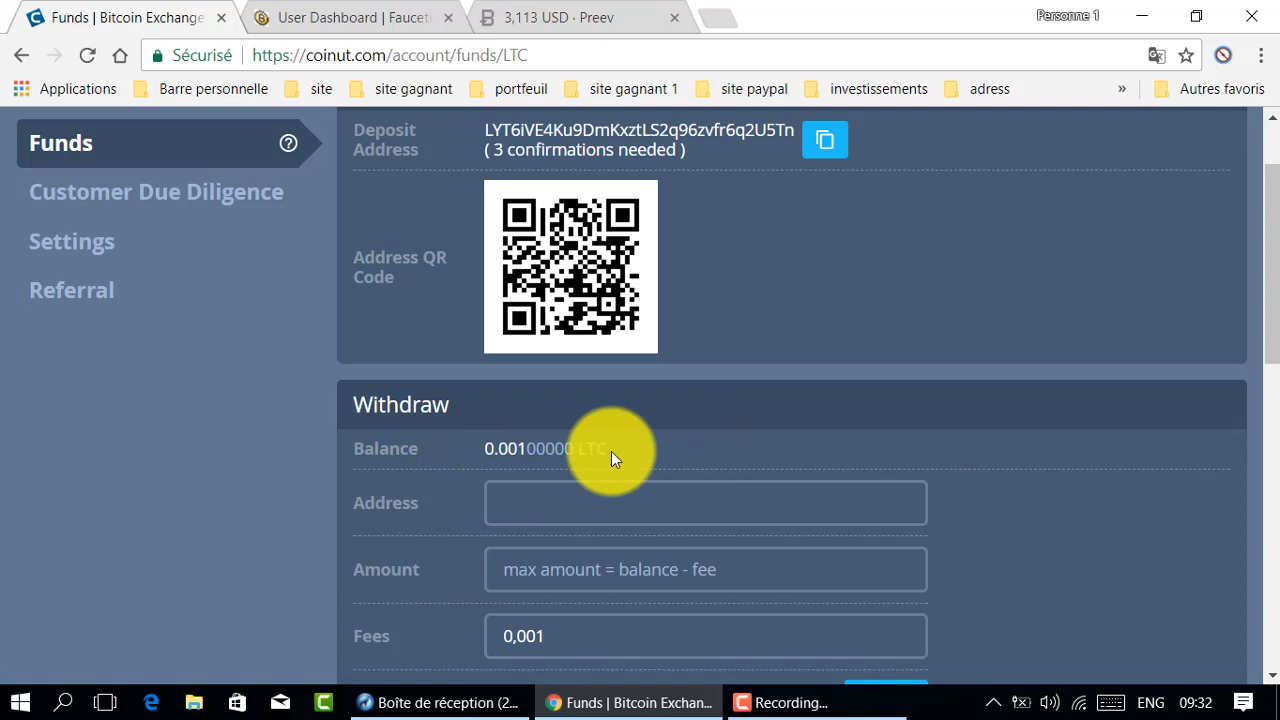 Funds | Bitcoin Exchange
User Dashboard | Faucet
3,113 USD · Preev
Personne 1
Sécurisé
https://coinut.com/account/funds/LTC
Applications
Barre personnelle
site
site gagnant
portfeuil
site gagnant 1
site paypal
investissements
adress
»
Autres favoris
Funds
Customer Due Diligence
Settings
Referral
Deposit Address
LYT6iVE4Ku9DmKxztLS2q96zvfr6q2U5Tn
( 3 confirmations needed )
Address QR Code
Withdraw
Balance
0.00100000 LTC
Address
Amount
max amount = balance - fee
Fees
0,001
Boîte de réception (2...
Funds | Bitcoin Exchan...
Recording...
ENG
09:32